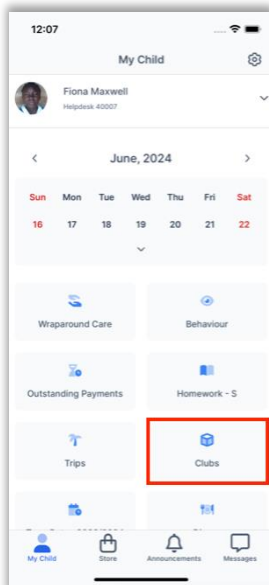 12:07
My Child
Fiona Maxwell
Helpdesk 40007
June, 2024
Sun Mon Tue Wed Thu Fri Sat
16 17 18 19 20 21 22
Wraparound Care Behaviour
Outstanding Payments Homework - S
Trips Clubs
My Child Store Announcements Messages